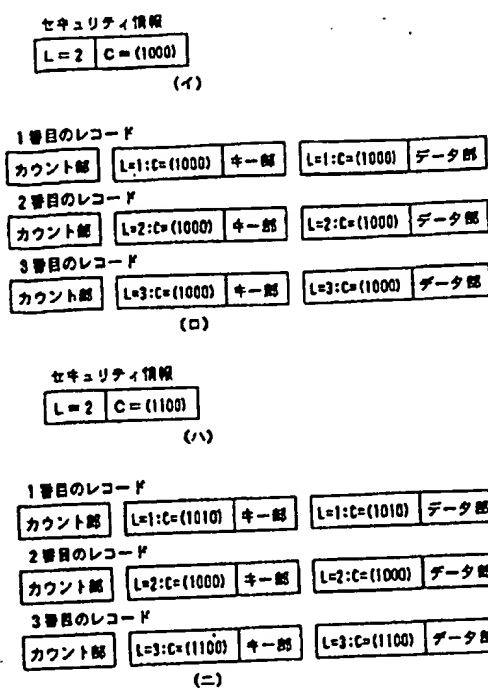 セキュリティ情報
L=2 C=(1000)
(イ)
1番目のレコード
カウント部 L=1:C=(1000) キー部 L=1:C=(1000) データ部
2番目のレコード
カウント部 L=2:C=(1000) キー部 L=2:C=(1000) データ部
3番目のレコード
カウント部 L=3:C=(1000) キー部 L=3:C=(1000) データ部
(ロ)
セキュリティ情報
L=2 C=(1100)
(ハ)
1番目のレコード
カウント部 L=1:C=(1010) キー部 L=1:C=(1010) データ部
2番目のレコード
カウント部 L=2:C=(1000) キー部 L=2:C=(1000) データ部
3番目のレコード
カウント部 L=3:C=(1100) キー部 L=3:C=(1100) データ部
(ニ)